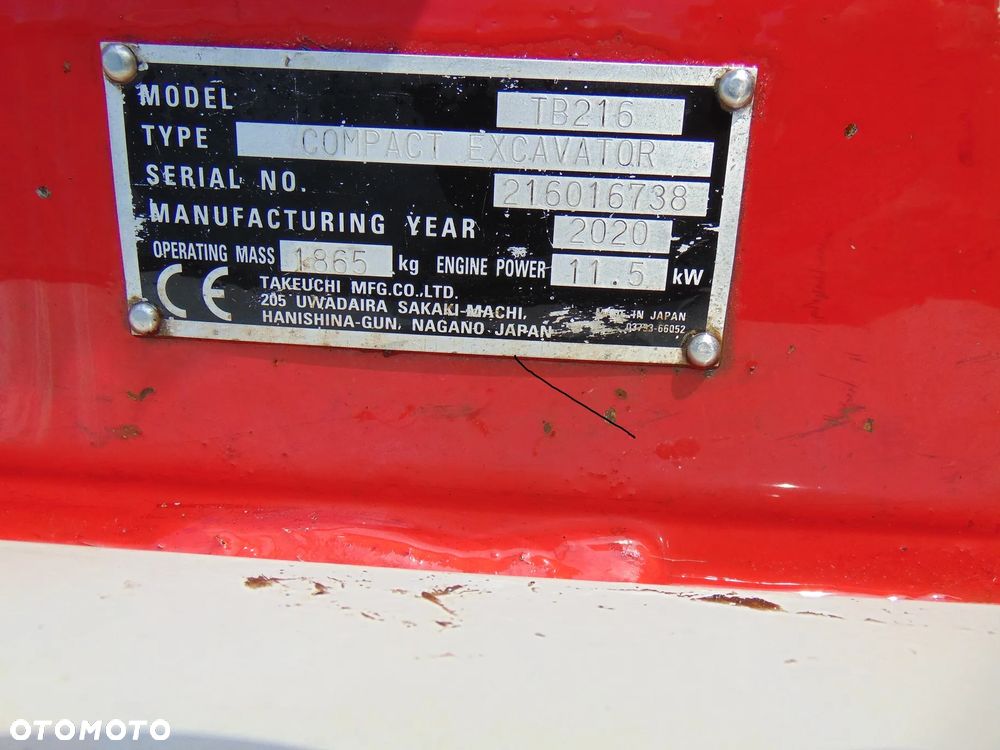 MODEL TB216
TYPE COMPACT EXCAVATOR
SERIAL NO. 216016738
MANUFACTURING YEAR 2020
OPERATING MASS 1865 kg ENGINE POWER 11.5 kW
CE TAKEUCHI MFG.CO.,LTD.
205 UWADAIRA SAKAKI-MACHI,
HANISHINA-GUN, NAGANO JAPAN
IN JAPAN
03793-66052
OTOMOTO